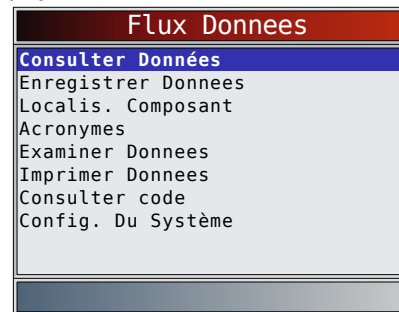 Flux Donnees
Consulter Données
Enregistrer Donnees
Localis. Composant
Acronymes
Examiner Donnees
Imprimer Donnees
Consulter code
Config. Du Système